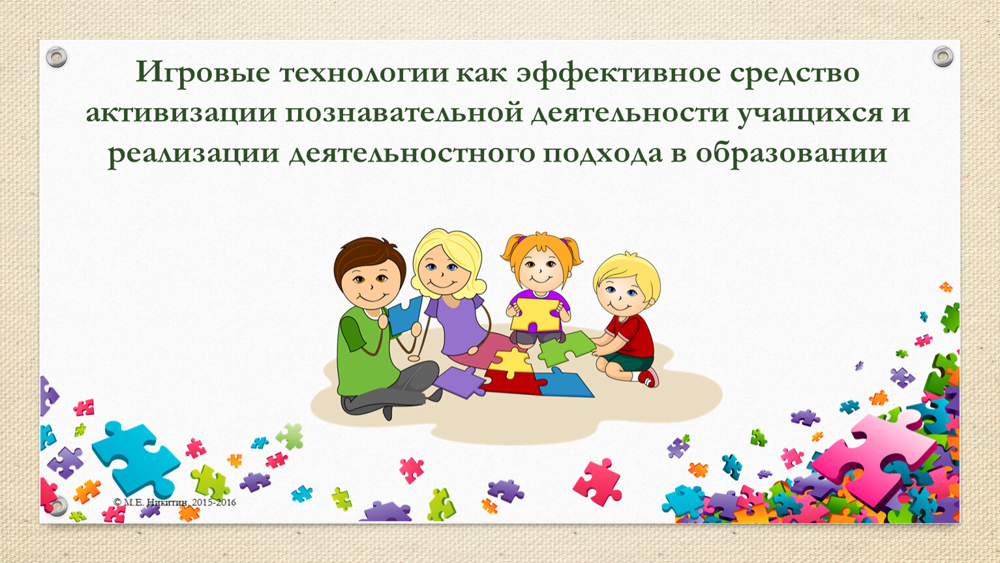 Игровые технологии как эффективное средство
активизации познавательной деятельности учащихся и
реализации деятельностного подхода в образовании
© М.Е. Никитин, 2015-2016